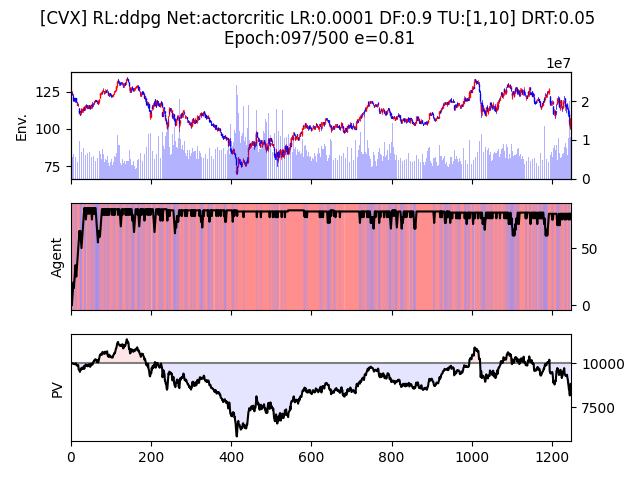 [CVX] RL:ddpg Net:actorcritic LR:0.0001 DF:0.9 TU:[1,10] DRT:0.05
Epoch:097/500 e=0.81
1e7
125
100
75
Env.
2
1
0
Agent
50
0
PV
10000
7500
0
200
400
600
800
1000
1200